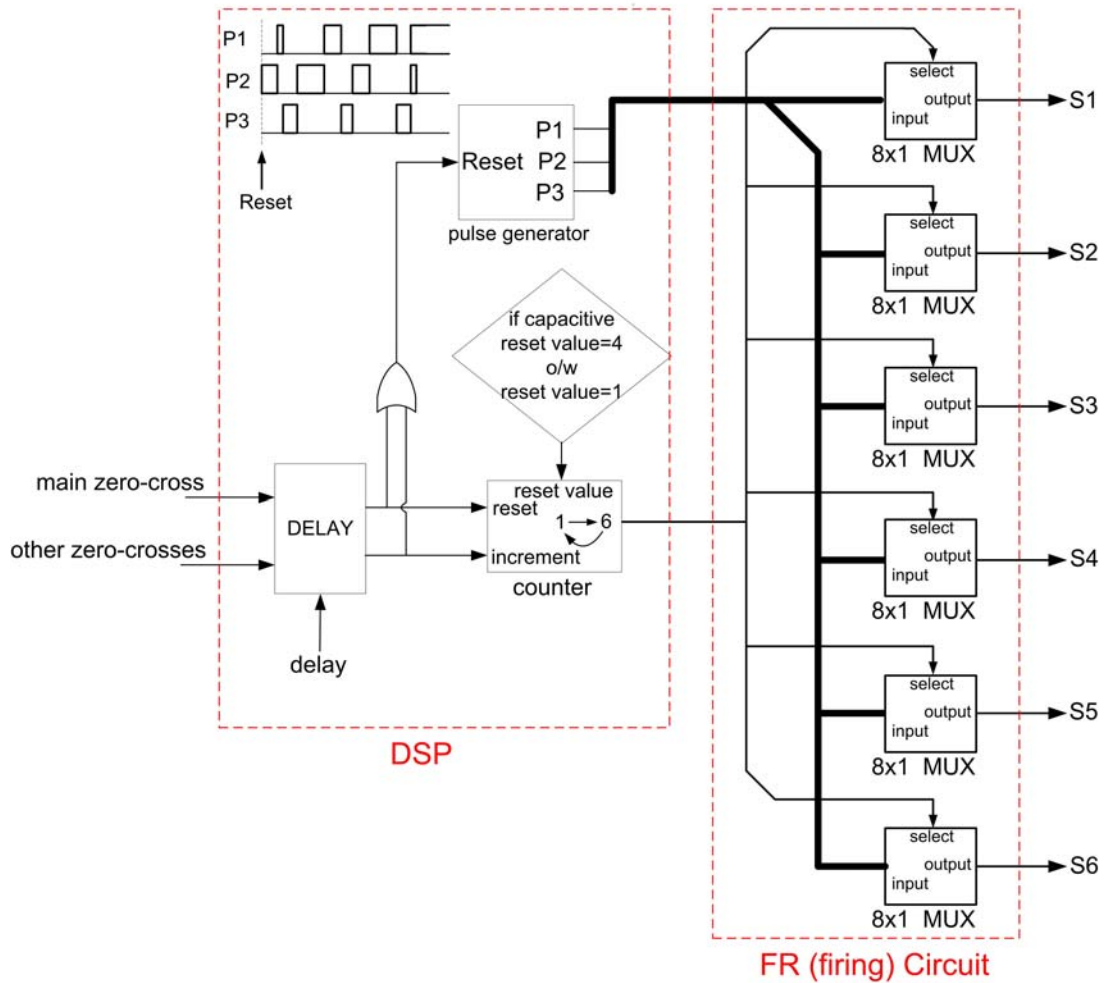 P1
P2
P3
Reset
Reset
P1
P2
P3
pulse generator
if capacitive
reset value=4
o/w
reset value=1
main zero-cross
other zero-crosses
DELAY
delay
reset value
reset
1
6
increment
counter
DSP
select
output
input
8x1 MUX
S1
select
output
input
8x1 MUX
S2
select
output
input
8x1 MUX
S3
select
output
input
8x1 MUX
S4
select
output
input
8x1 MUX
S5
select
output
input
8x1 MUX
S6
FR (firing) Circuit